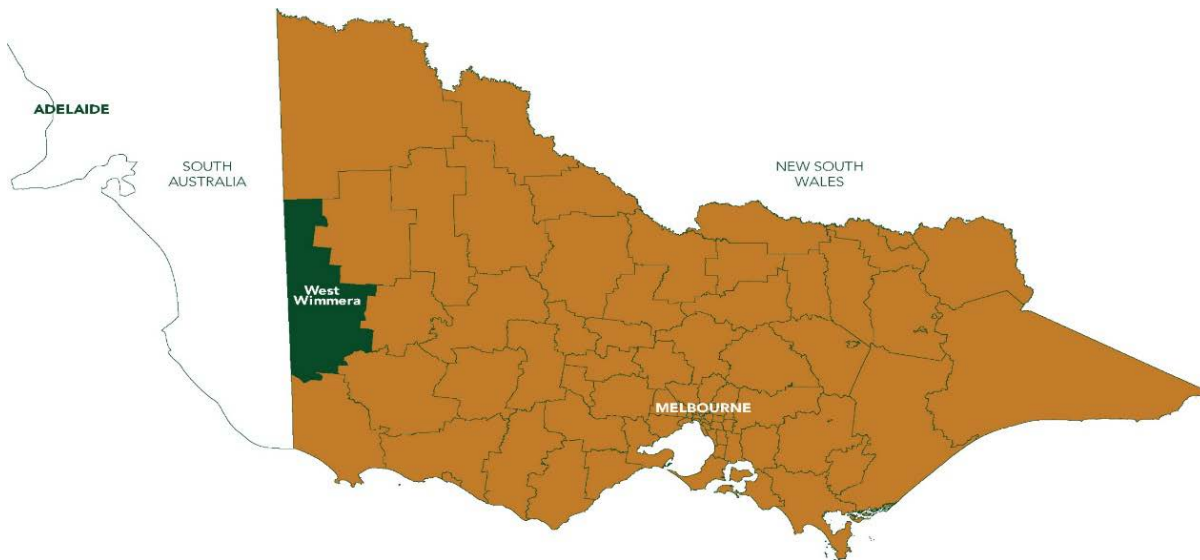 ADELAIDE
SOUTH
AUSTRALIA
NEW SOUTH
WALES
West
Wimmera
MELBOURNE